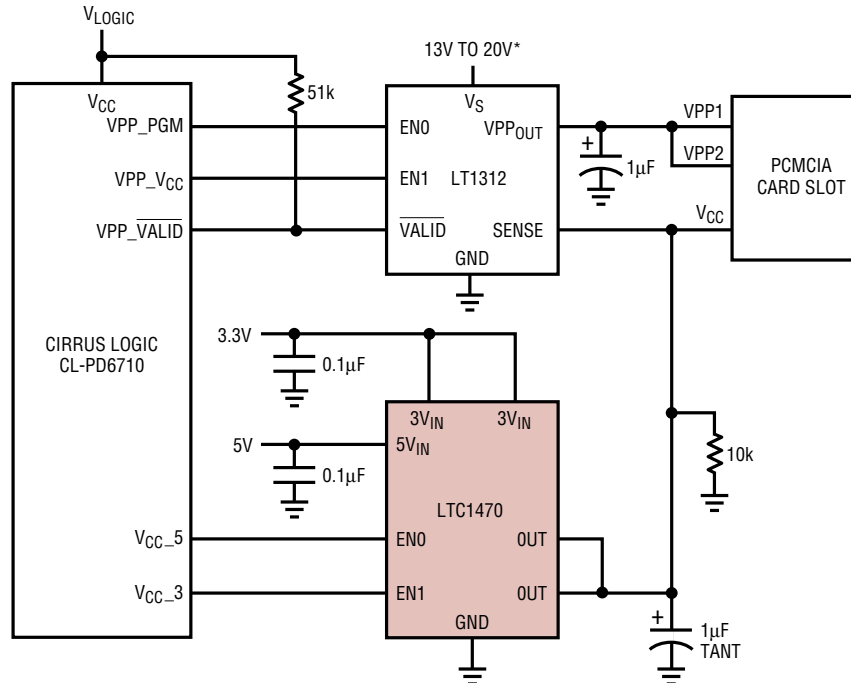 VLOGIC
13V TO 20V*
51k
VCC
VS
VPP_PGM
EN0
VPPOUT
VPP1
+
1µF
VPP2
PCMCIA
CARD SLOT
VPP_VCC
EN1
LT1312
VCC
VPP_VALID
VALID
SENSE
GND
3.3V
CIRRUS LOGIC
CL-PD6710
0.1µF
3VIN
3VIN
5V
5VIN
10k
0.1µF
LTC1470
VCC_5
EN0
OUT
VCC_3
EN1
OUT
GND
+
1µF
TANT